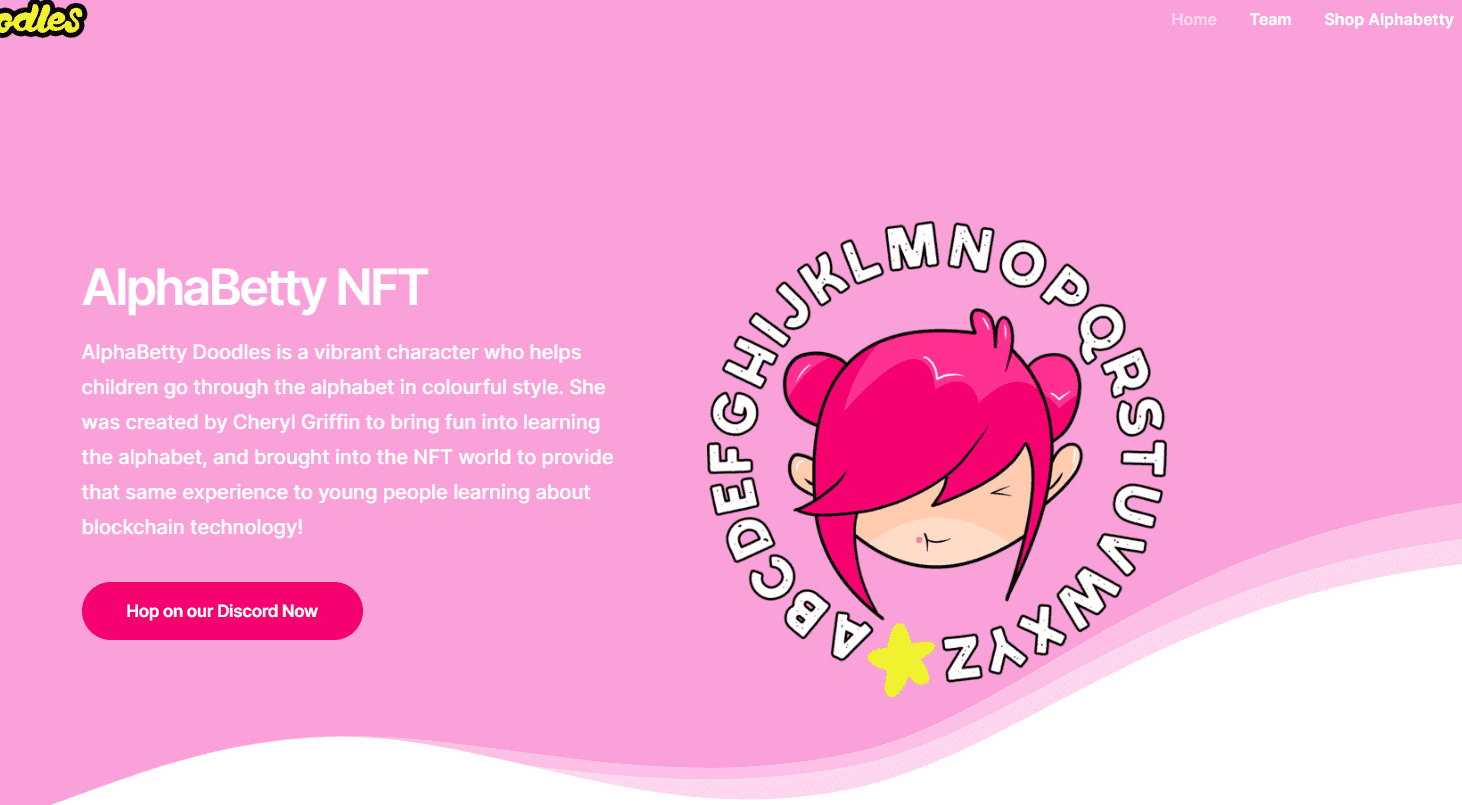 oodles
Home Team Shop Alphabetty
AlphaBetty NFT
AlphaBetty Doodles is a vibrant character who helps
children go through the alphabet in colourful style. She
was created by Cheryl Griffin to bring fun into learning
the alphabet, and brought into the NFT world to provide
that same experience to young people learning about
blockchain technology!
Hop on our Discord Now
ABCDEFGHIJKLMNOPQRSTUVWXYZ